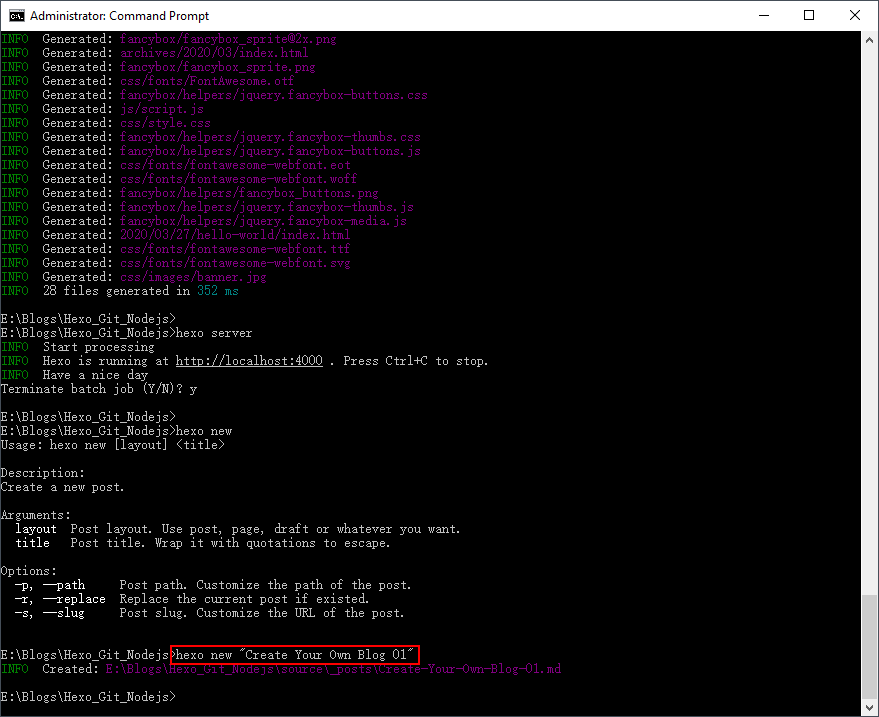 Administrator: Command Prompt
INFO  Generated: fancybox/fancybox_sprite@2x.png
INFO  Generated: archives/2020/03/index.html
INFO  Generated: fancybox/fancybox_sprite.png
INFO  Generated: css/fonts/FontAwesome.otf
INFO  Generated: fancybox/helpers/jquery.fancybox-buttons.css
INFO  Generated: js/script.js
INFO  Generated: css/style.css
INFO  Generated: fancybox/helpers/jquery.fancybox-thumbs.css
INFO  Generated: fancybox/helpers/jquery.fancybox-buttons.js
INFO  Generated: css/fonts/fontawesome-webfont.eot
INFO  Generated: css/fonts/fontawesome-webfont.woff
INFO  Generated: fancybox/helpers/fancybox_buttons.png
INFO  Generated: fancybox/helpers/jquery.fancybox-thumbs.js
INFO  Generated: fancybox/helpers/jquery.fancybox-media.js
INFO  Generated: 2020/03/27/hello-world/index.html
INFO  Generated: css/fonts/fontawesome-webfont.ttf
INFO  Generated: css/fonts/fontawesome-webfont.svg
INFO  Generated: css/images/banner.jpg
INFO  28 files generated in 352 ms
E:\Blogs\Hexo_Git_Nodejs>
E:\Blogs\Hexo_Git_Nodejs>hexo server
INFO  Start processing
INFO  Hexo is running at http://localhost:4000 . Press Ctrl+C to stop.
INFO  Have a nice day
Terminate batch job (Y/N)? y
E:\Blogs\Hexo_Git_Nodejs>
E:\Blogs\Hexo_Git_Nodejs>hexo new
Usage: hexo new [layout] <title>
Description:
Create a new post.
Arguments:
layout  Post layout. Use post, page, draft or whatever you want.
title   Post title. Wrap it with quotations to escape.
Options:
-p, --path     Post path. Customize the path of the post.
-r, --replace  Replace the current post if existed.
-s, --slug     Post slug. Customize the URL of the post.
E:\Blogs\Hexo_Git_Nodejs>hexo new "Create Your Own Blog 01"
INFO  Created: E:\Blogs\Hexo_Git_Nodejs\source\_posts\Create-Your-Own-Blog-01.md
E:\Blogs\Hexo_Git_Nodejs>